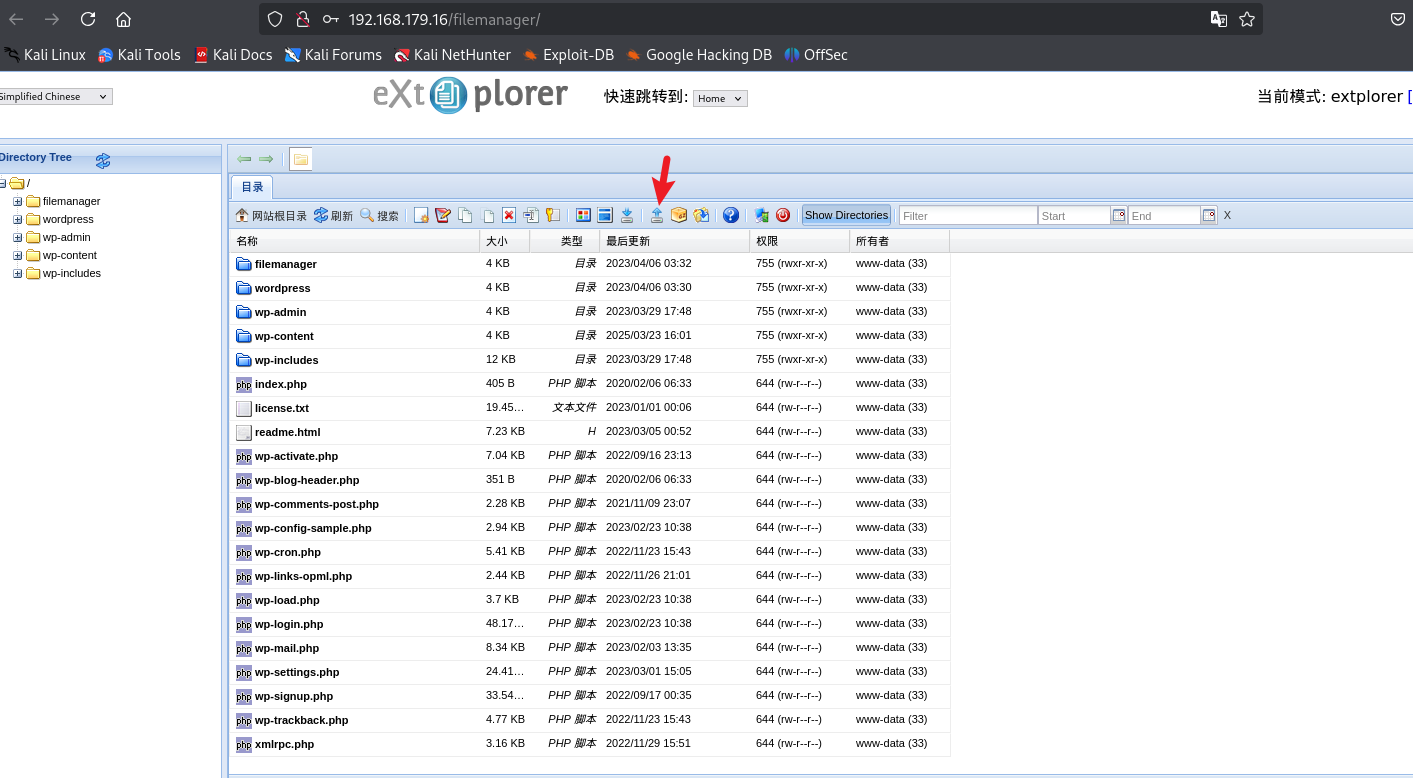 192.168.179.16/filemanager/
Kali Linux Kali Tools Kali Docs Kali Forums Kali NetHunter Exploit-DB Google Hacking DB OffSec
Simplified Chinese eXtplorer 快速跳转到: Home 当前模式: extplorer [
Directory Tree
/
filemanager
wordpress
wp-admin
wp-content
wp-includes
目录
网站根目录 刷新 搜索 Show Directories Filter Start End X
名称 大小 类型 最后更新 权限 所有者
filemanager 4 KB 目录 2023/04/06 03:32 755 (rwxr-xr-x) www-data (33)
wordpress 4 KB 目录 2023/04/06 03:30 755 (rwxr-xr-x) www-data (33)
wp-admin 4 KB 目录 2023/03/29 17:48 755 (rwxr-xr-x) www-data (33)
wp-content 4 KB 目录 2025/03/23 16:01 755 (rwxr-xr-x) www-data (33)
wp-includes 12 KB 目录 2023/03/29 17:48 755 (rwxr-xr-x) www-data (33)
php index.php 405 B PHP 脚本 2020/02/06 06:33 644 (rw-r--r--) www-data (33)
license.txt 19.45... 文本文件 2023/01/01 00:06 644 (rw-r--r--) www-data (33)
readme.html 7.23 KB H 2023/03/05 00:52 644 (rw-r--r--) www-data (33)
php wp-activate.php 7.04 KB PHP 脚本 2022/09/16 23:13 644 (rw-r--r--) www-data (33)
php wp-blog-header.php 351 B PHP 脚本 2020/02/06 06:33 644 (rw-r--r--) www-data (33)
php wp-comments-post.php 2.28 KB PHP 脚本 2021/11/09 23:07 644 (rw-r--r--) www-data (33)
php wp-config-sample.php 2.94 KB PHP 脚本 2023/02/23 10:38 644 (rw-r--r--) www-data (33)
php wp-cron.php 5.41 KB PHP 脚本 2022/11/23 15:43 644 (rw-r--r--) www-data (33)
php wp-links-opml.php 2.44 KB PHP 脚本 2022/11/26 21:01 644 (rw-r--r--) www-data (33)
php wp-load.php 3.7 KB PHP 脚本 2023/02/23 10:38 644 (rw-r--r--) www-data (33)
php wp-login.php 48.17... PHP 脚本 2023/02/23 10:38 644 (rw-r--r--) www-data (33)
php wp-mail.php 8.34 KB PHP 脚本 2023/02/03 13:35 644 (rw-r--r--) www-data (33)
php wp-settings.php 24.41... PHP 脚本 2023/03/01 15:05 644 (rw-r--r--) www-data (33)
php wp-signup.php 33.54... PHP 脚本 2022/09/17 00:35 644 (rw-r--r--) www-data (33)
php wp-trackback.php 4.77 KB PHP 脚本 2022/11/23 15:43 644 (rw-r--r--) www-data (33)
php xmlrpc.php 3.16 KB PHP 脚本 2022/11/29 15:51 644 (rw-r--r--) www-data (33)